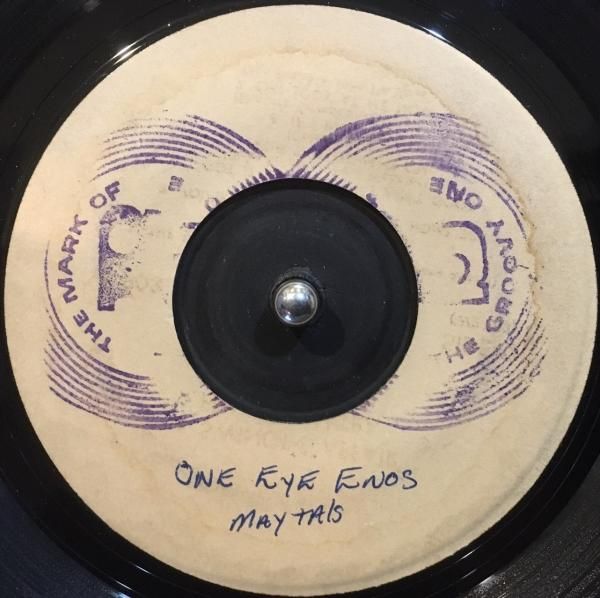 THE MARK OF
THE GROOVY ONE
ONE EYE ENOS
MAYTALS